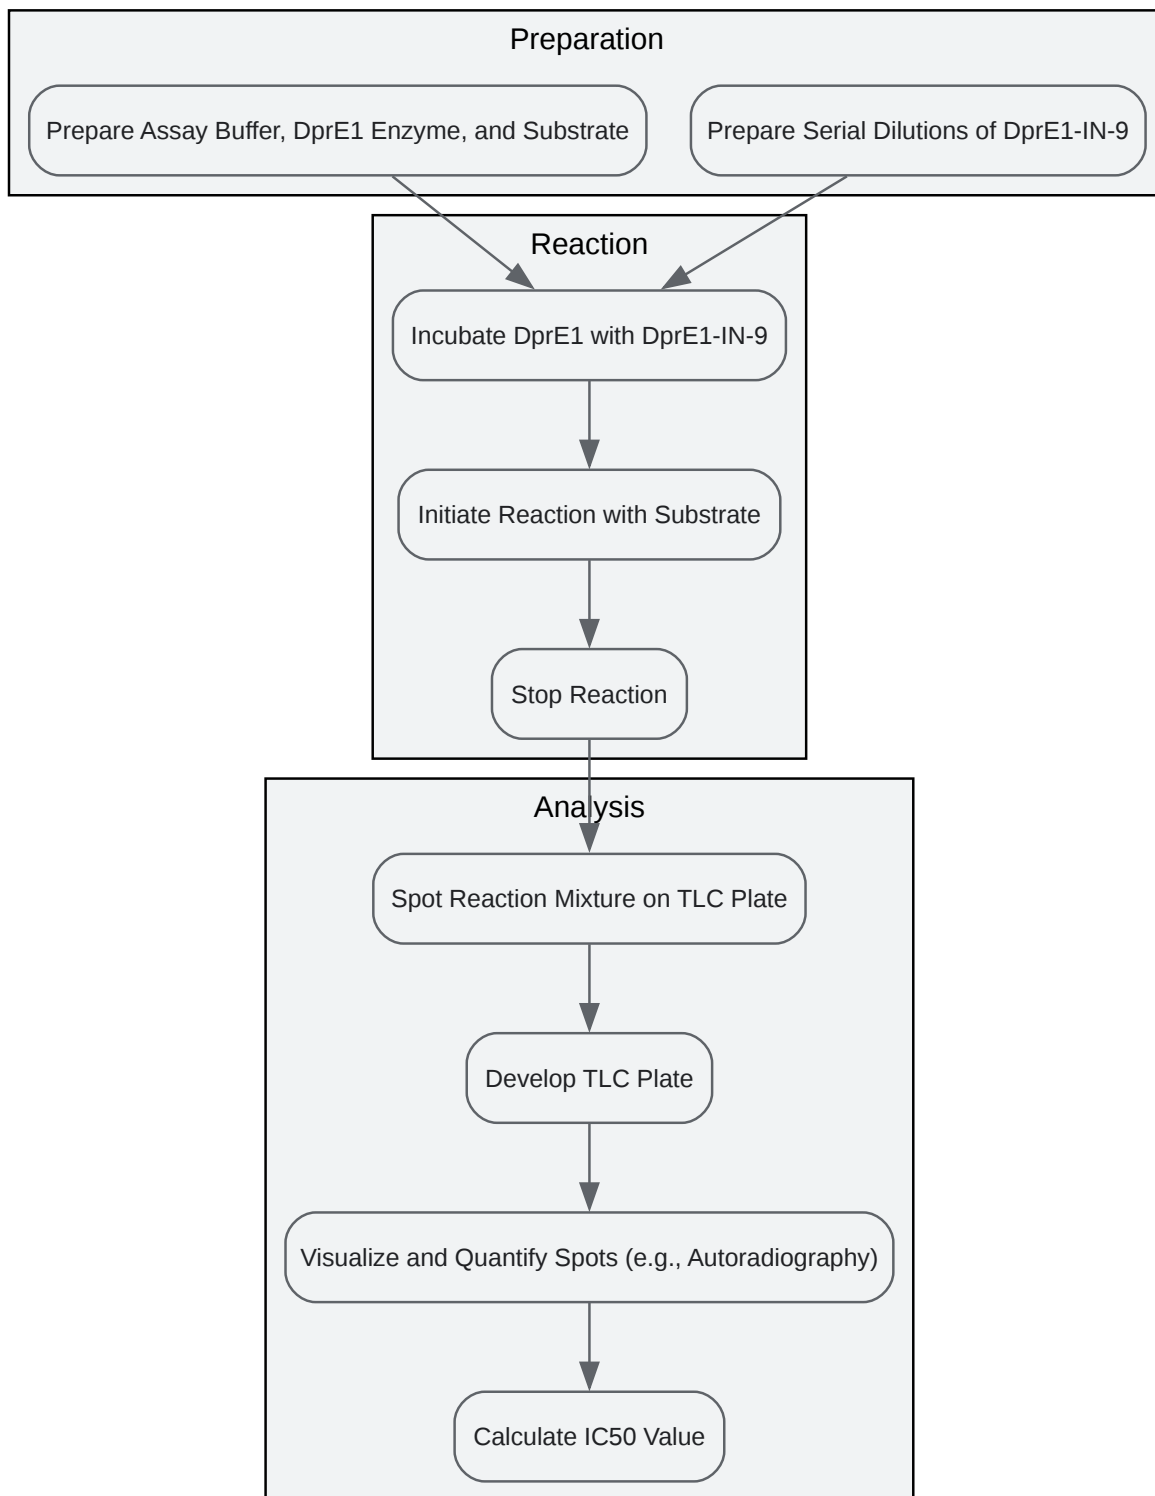 Preparation
Prepare Assay Buffer, DprE1 Enzyme, and Substrate
Prepare Serial Dilutions of DprE1-IN-9
Reaction
Incubate DprE1 with DprE1-IN-9
Initiate Reaction with Substrate
Stop Reaction
Analysis
Spot Reaction Mixture on TLC Plate
Develop TLC Plate
Visualize and Quantify Spots (e.g., Autoradiography)
Calculate IC50 Value